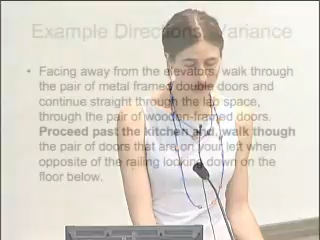 Example Directions Variance
• Facing away from the elevators, walk through
the pair of metal framed double doors and
continue straight through the lab space,
through the pair of wooden-framed doors.
Proceed past the kitchen and, walk though
the pair of doors that are on your left when
opposite of the railing looking down on the
floor below.